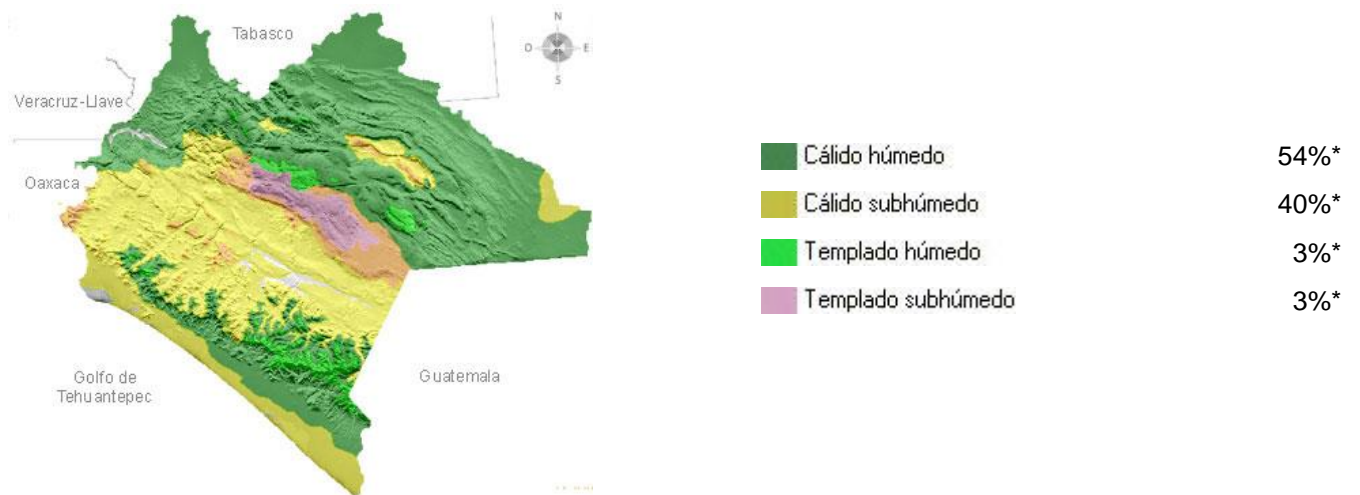 Tabasco
N
O
E
S
Veracruz-Llave
Oaxaca
Golfo de
Tehuantepec
Guatemala
Cálido húmedo 54%*
Cálido subhúmedo 40%*
Templado húmedo 3%*
Templado subhúmedo 3%*